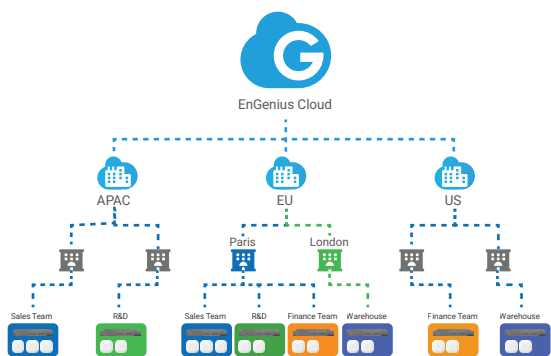 G
EnGenius Cloud
APAC
EU
US
Paris
London
Sales Team
R&D
Sales Team
R&D
Finance Team
Warehouse
Finance Team
Warehouse